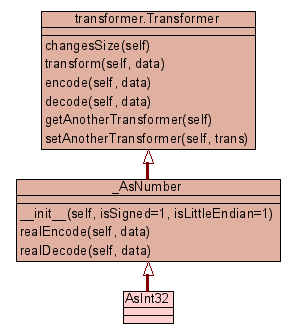 transformer.Transformer
changesSize(self)
transform(self, data)
encode(self, data)
decode(self, data)
getAnotherTransformer(self)
setAnotherTransformer(self, trans)
_AsNumber
__init__(self, isSigned=1, isLittleEndian=1)
realEncode(self, data)
realDecode(self, data)
AsInt32